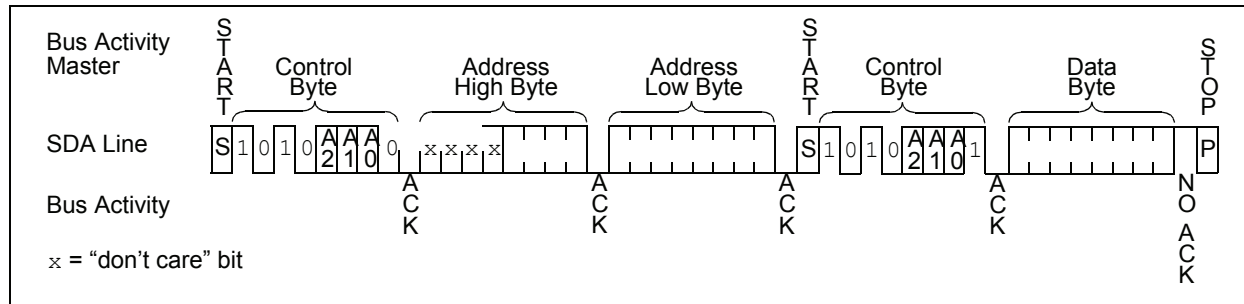 Bus Activity
Master
START
Control
Byte
Address
High Byte
Address
Low Byte
START
Control
Byte
Data
Byte
STOP
SDA Line
S 1 0 1 0 A2 A1 A0 0
x x x x
S 1 0 1 0 A2 A1 A0 1
P
Bus Activity
ACK
ACK
ACK
ACK
NO ACK
x = “don’t care” bit